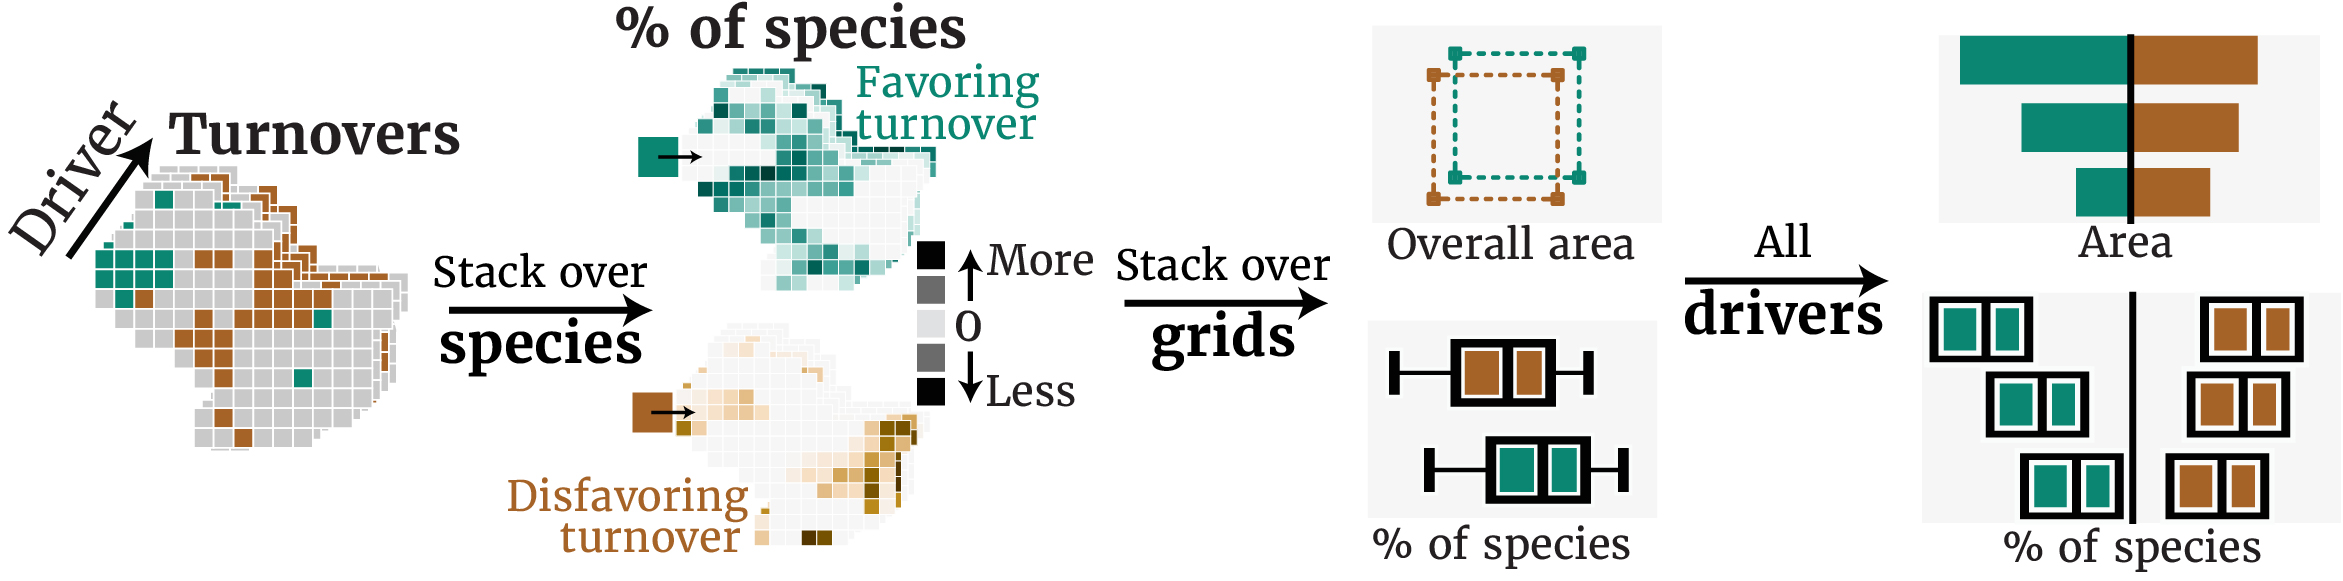 Driver
Turnovers
Stack over
species
% of species
Favoring
turnover
Disfavoring
turnover
More
0
Less
Stack over
grids
Overall area
% of species
All
drivers
Area
% of species